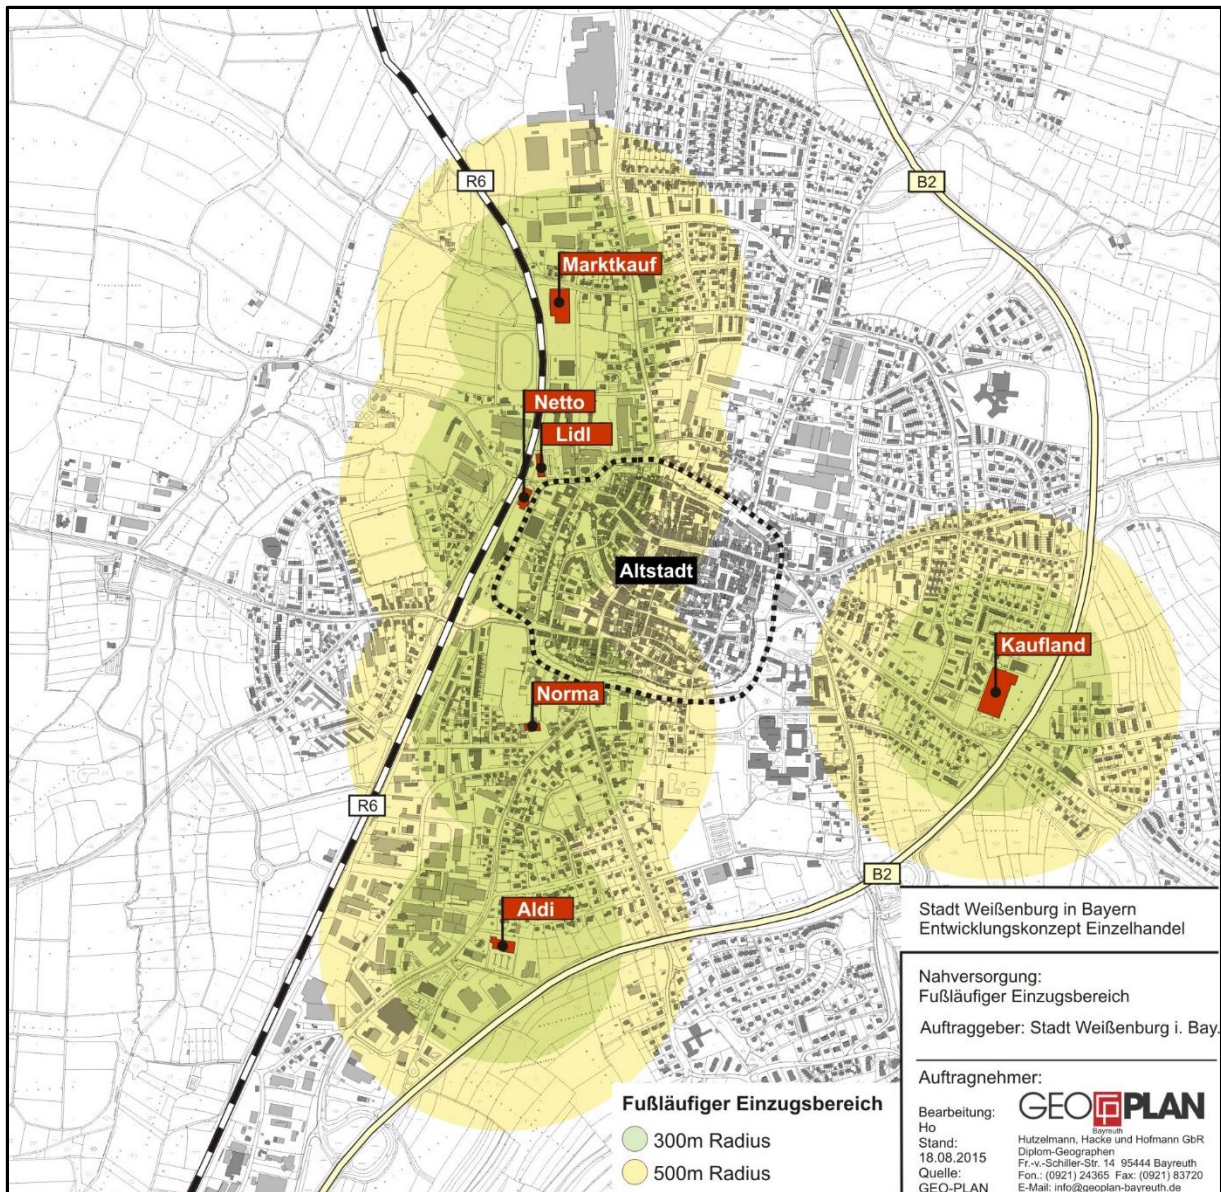 R6
B2
Marktkauf
Netto
Lidl
Altstadt
Kaufland
Norma
R6
B2
Aldi
Stadt Weißenburg in Bayern
Entwicklungskonzept Einzelhandel
Nahversorgung:
Fußläufiger Einzugsbereich
Auftraggeber: Stadt Weißenburg i. Bay.
Auftragnehmer:
GEO PLAN
Bayreuth
Bearbeitung:
Ho
Stand:
18.08.2015
Quelle:
GEO-PLAN
Hutzelmann, Hacke und Hofmann GbR
Diplom-Geographen
Fr.-v.-Schiller-Str. 14 95444 Bayreuth
Fon.: (0921) 24365 Fax: (0921) 83720
E-Mail: info@geoplan-bayreuth.de
Fußläufiger Einzugsbereich
300m Radius
500m Radius